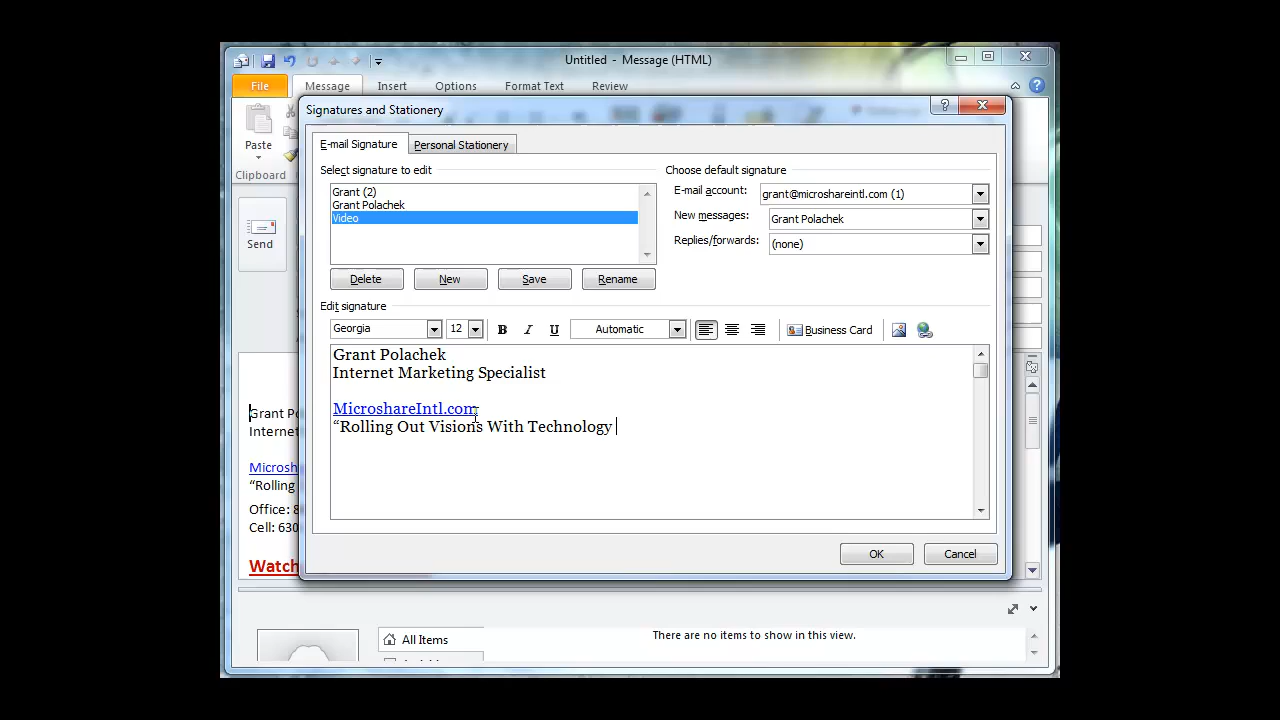 Untitled - Message (HTML)
File Message Insert Options Format Text Review
Signatures and Stationery
Paste
Clipboard
Send
E-mail Signature Personal Stationery
Select signature to edit
Grant (2)
Grant Polachek
Video
Choose default signature
E-mail account: grant@microshareintl.com (1)
New messages: Grant Polachek
Replies/forwards: (none)
Delete New Save Rename
Edit signature
Georgia 12 B I U Automatic Business Card
Grant Polachek
Internet Marketing Specialist
MicroshareIntl.com
“Rolling Out Visions With Technology
OK Cancel
Grant
“Rolling
Office:
Cell: 630
Watch
All Items
There are no items to show in this view.